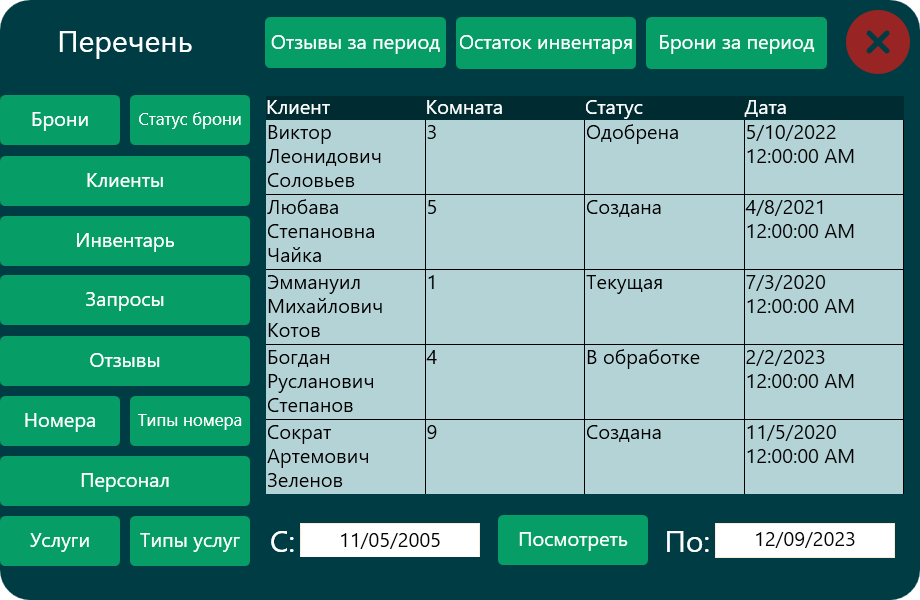 Перечень
Отзывы за период
Остаток инвентаря
Брони за период
Брони
Статус брони
Клиенты
Инвентарь
Запросы
Отзывы
Номера
Типы номера
Персонал
Услуги
Типы услуг
Клиент Комната Статус Дата
Виктор 3 Одобрена 5/10/2022
Леонидович 12:00:00 AM
Соловьев
Любава 5 Создана 4/8/2021
Степановна 12:00:00 AM
Чайка
Эммануил 1 Текущая 7/3/2020
Михайлович 12:00:00 AM
Котов
Богдан 4 В обработке 2/2/2023
Русланович 12:00:00 AM
Степанов
Сократ 9 Создана 11/5/2020
Артемович 12:00:00 AM
Зеленов
С: 11/05/2005 Посмотреть По: 12/09/2023